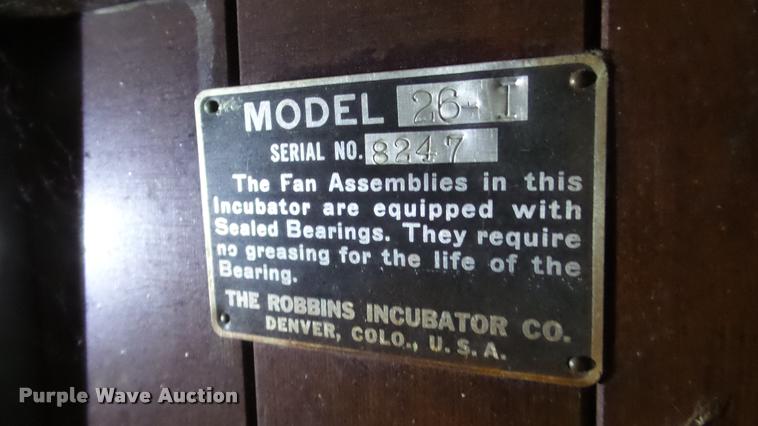 MODEL 26-I
SERIAL NO. 8247
The Fan Assemblies in this
Incubator are equipped with
Sealed Bearings. They require
no greasing for the life of the
Bearing.
THE ROBBINS INCUBATOR CO.
DENVER, COLO., U. S. A.
Purple Wave Auction